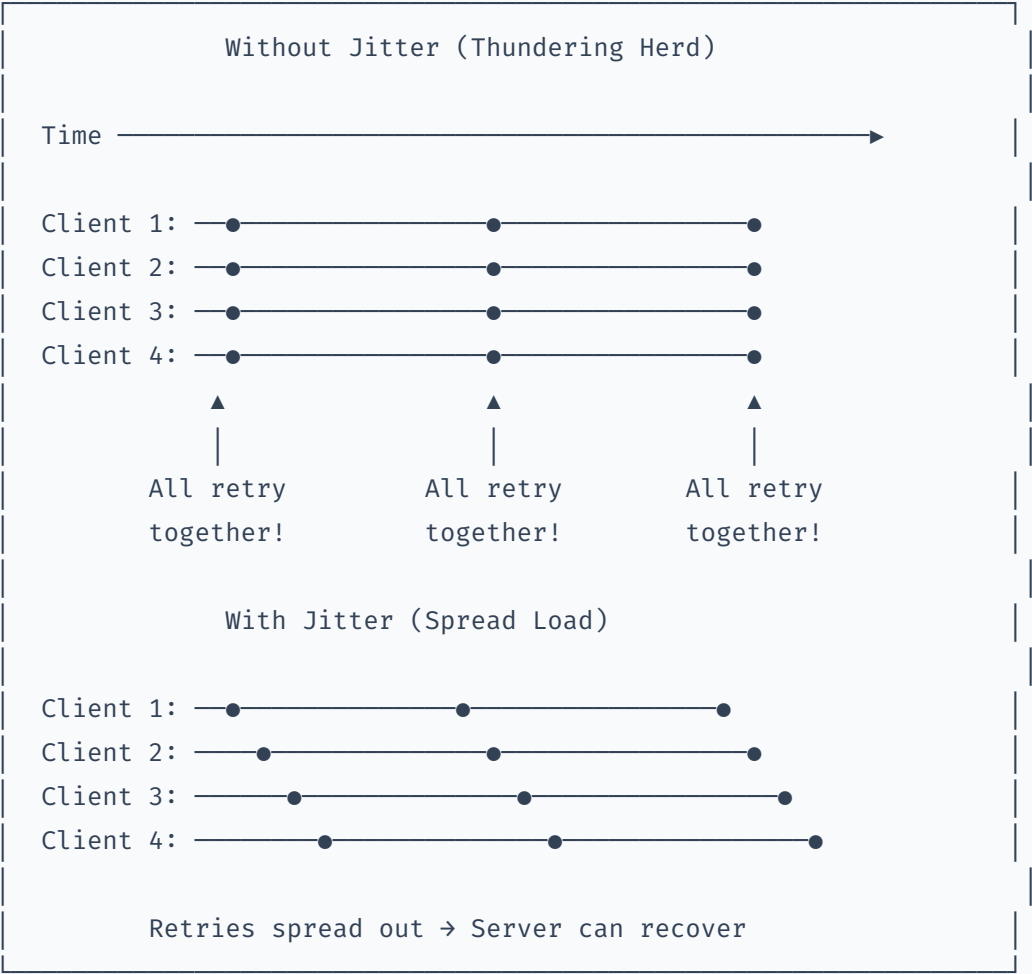 Without Jitter (Thundering Herd)
Time
Client 1:
Client 2:
Client 3:
Client 4:
All retry All retry All retry
together! together! together!
With Jitter (Spread Load)
Client 1:
Client 2:
Client 3:
Client 4:
Retries spread out → Server can recover